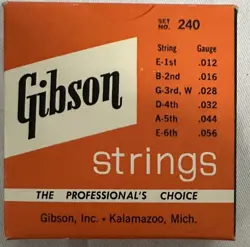 SET NO. 240
Gibson
String Gauge
E-1st .012
B-2nd .016
G-3rd, W .028
D-4th .032
A-5th .044
E-6th .056
strings
THE PROFESSIONAL'S CHOICE
Gibson, Inc. • Kalamazoo, Mich.